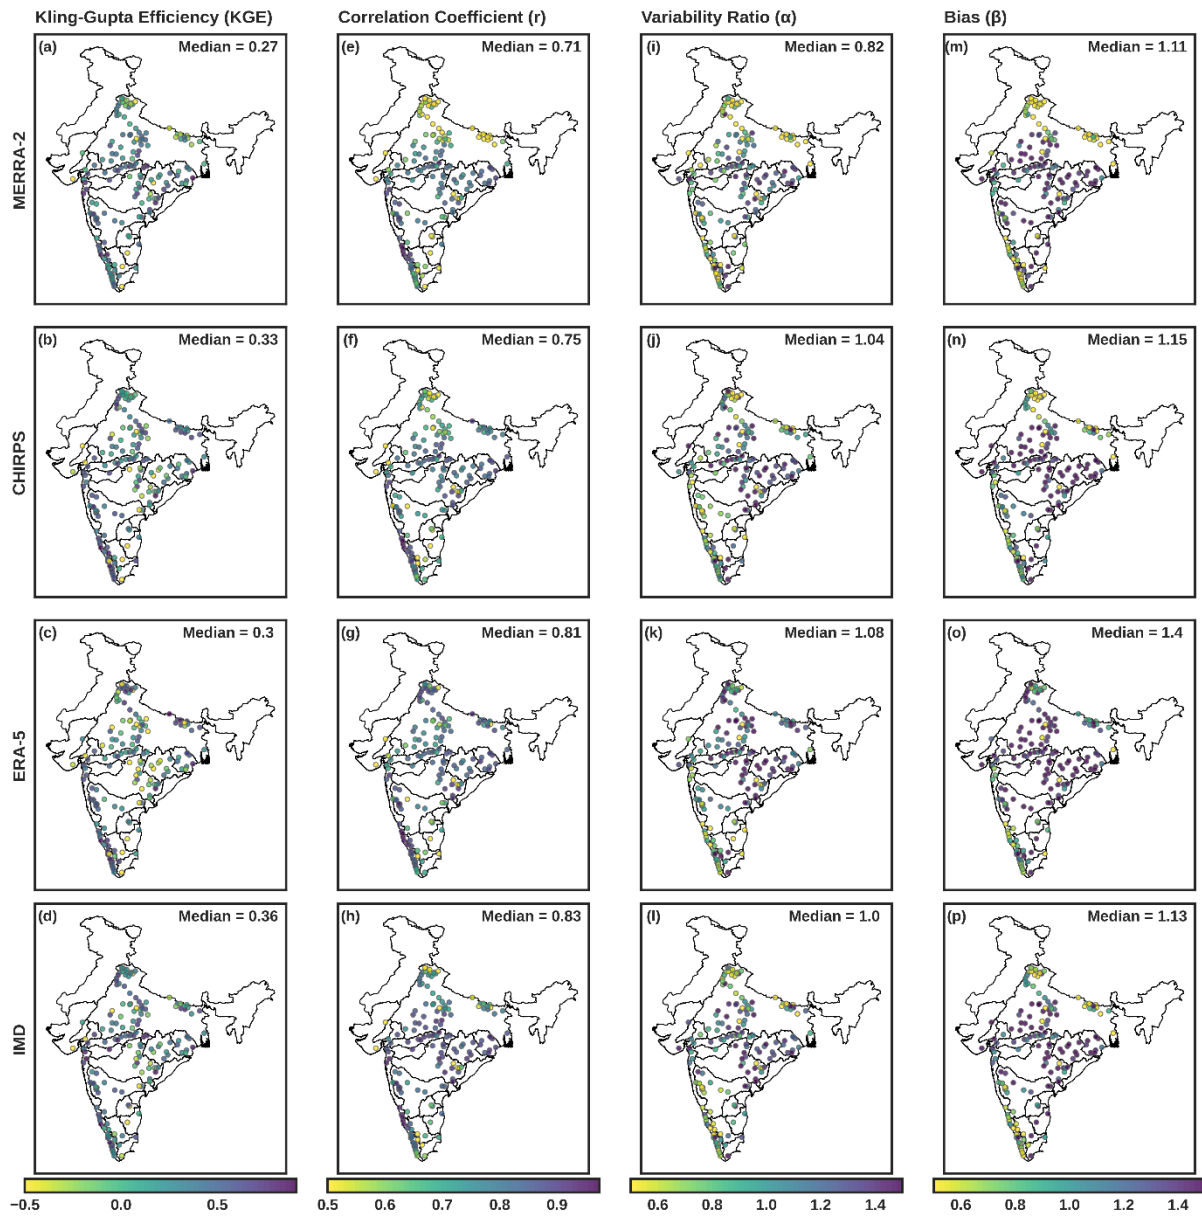 Kling-Gupta Efficiency (KGE) Correlation Coefficient (r) Variability Ratio (α) Bias (β)
(a) Median = 0.27 (e) Median = 0.71 (i) Median = 0.82 (m) Median = 1.11
MERRA-2
(b) Median = 0.33 (f) Median = 0.75 (j) Median = 1.04 (n) Median = 1.15
CHIRPS
(c) Median = 0.3 (g) Median = 0.81 (k) Median = 1.08 (o) Median = 1.4
ERA-5
(d) Median = 0.36 (h) Median = 0.83 (l) Median = 1.0 (p) Median = 1.13
IMD
−0.5 0.0 0.5 0.5 0.6 0.7 0.8 0.9 0.6 0.8 1.0 1.2 1.4 0.6 0.8 1.0 1.2 1.4